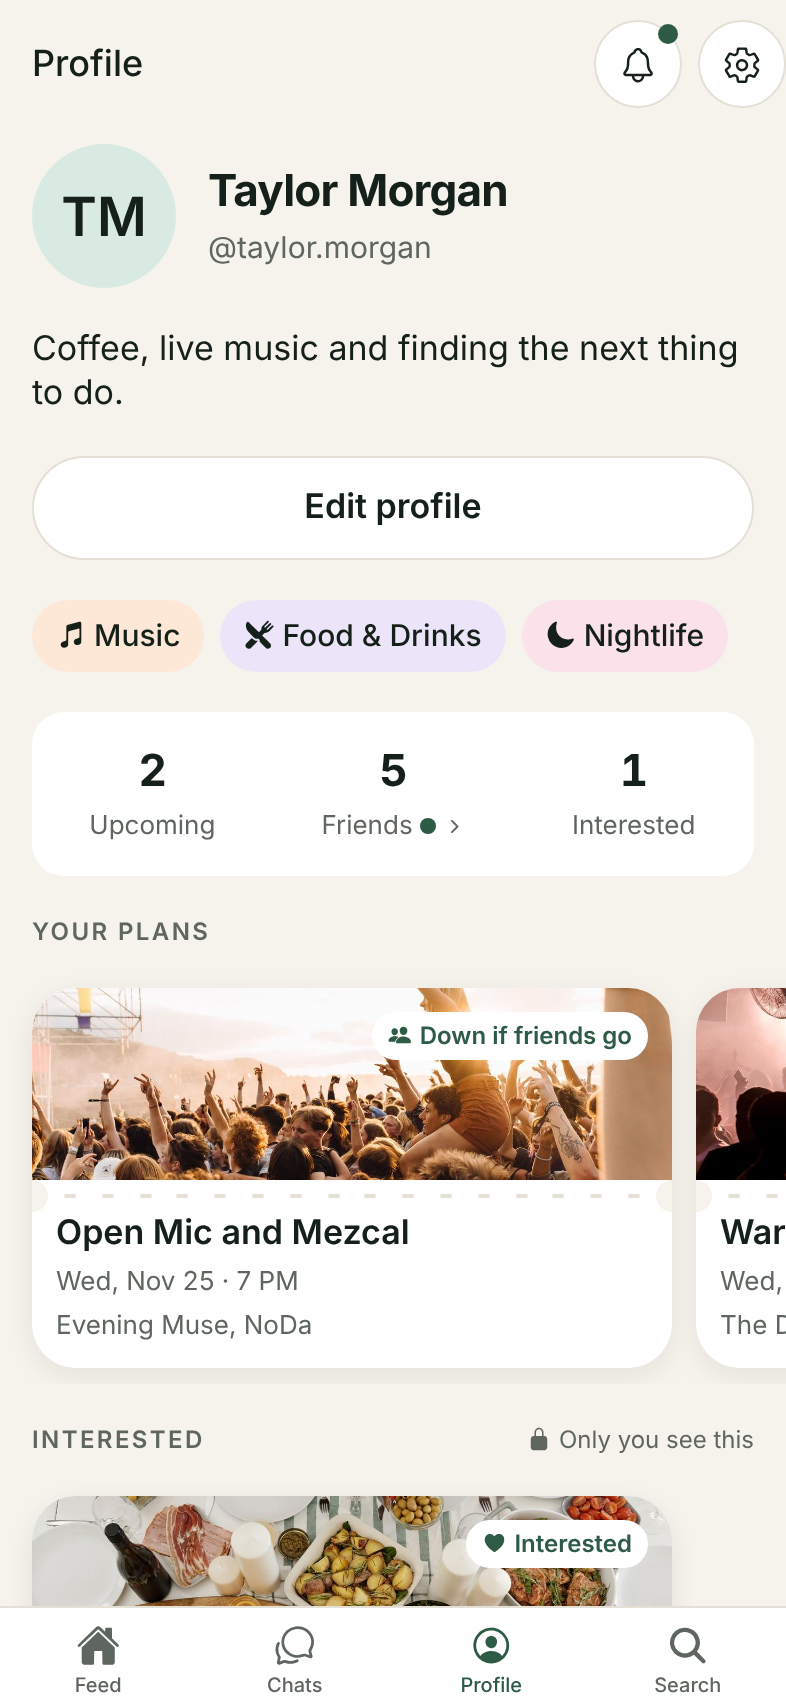 Profile
TM
Taylor Morgan
@taylor.morgan
Coffee, live music and finding the next thing
to do.
Edit profile
Music
Food & Drinks
Nightlife
2
Upcoming
5
Friends
1
Interested
YOUR PLANS
Down if friends go
Open Mic and Mezcal
Wed, Nov 25 · 7 PM
Evening Muse, NoDa
War
Wed,
The D
INTERESTED
Only you see this
Interested
Feed
Chats
Profile
Search